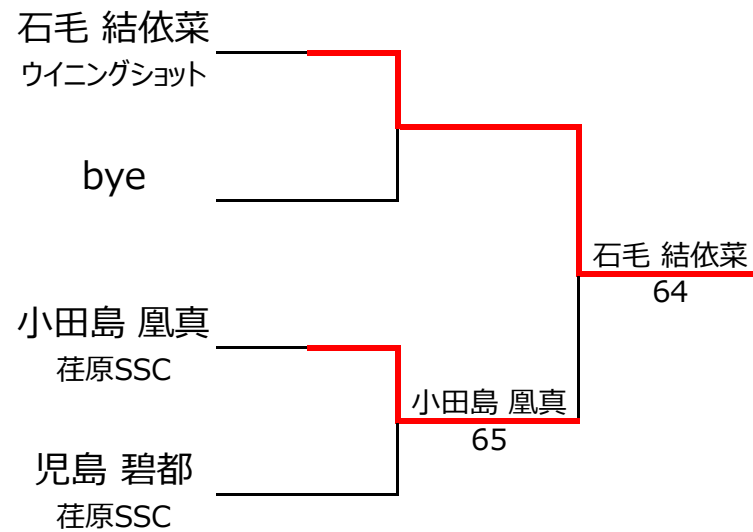 石毛 結依菜
ウイニングショット
bye
石毛 結依菜
64
小田島 凰真
荏原SSC
小田島 凰真
65
児島 碧都
荏原SSC